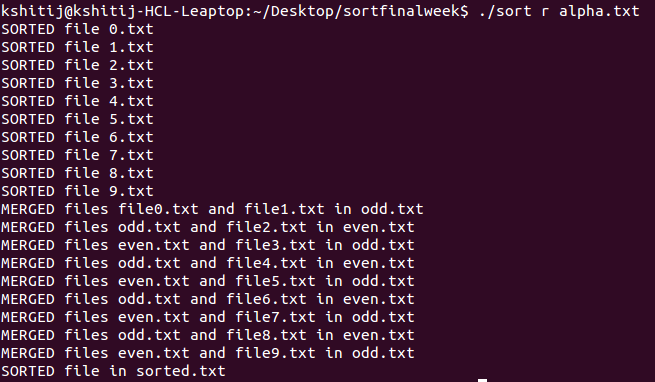 kshitij@kshitij-HCL-Leaptop:~/Desktop/sortfinalweek$ ./sort r alpha.txt
SORTED file 0.txt
SORTED file 1.txt
SORTED file 2.txt
SORTED file 3.txt
SORTED file 4.txt
SORTED file 5.txt
SORTED file 6.txt
SORTED file 7.txt
SORTED file 8.txt
SORTED file 9.txt
MERGED files file0.txt and file1.txt in odd.txt
MERGED files odd.txt and file2.txt in even.txt
MERGED files even.txt and file3.txt in odd.txt
MERGED files odd.txt and file4.txt in even.txt
MERGED files even.txt and file5.txt in odd.txt
MERGED files odd.txt and file6.txt in even.txt
MERGED files even.txt and file7.txt in odd.txt
MERGED files odd.txt and file8.txt in even.txt
MERGED files even.txt and file9.txt in odd.txt
SORTED file in sorted.txt